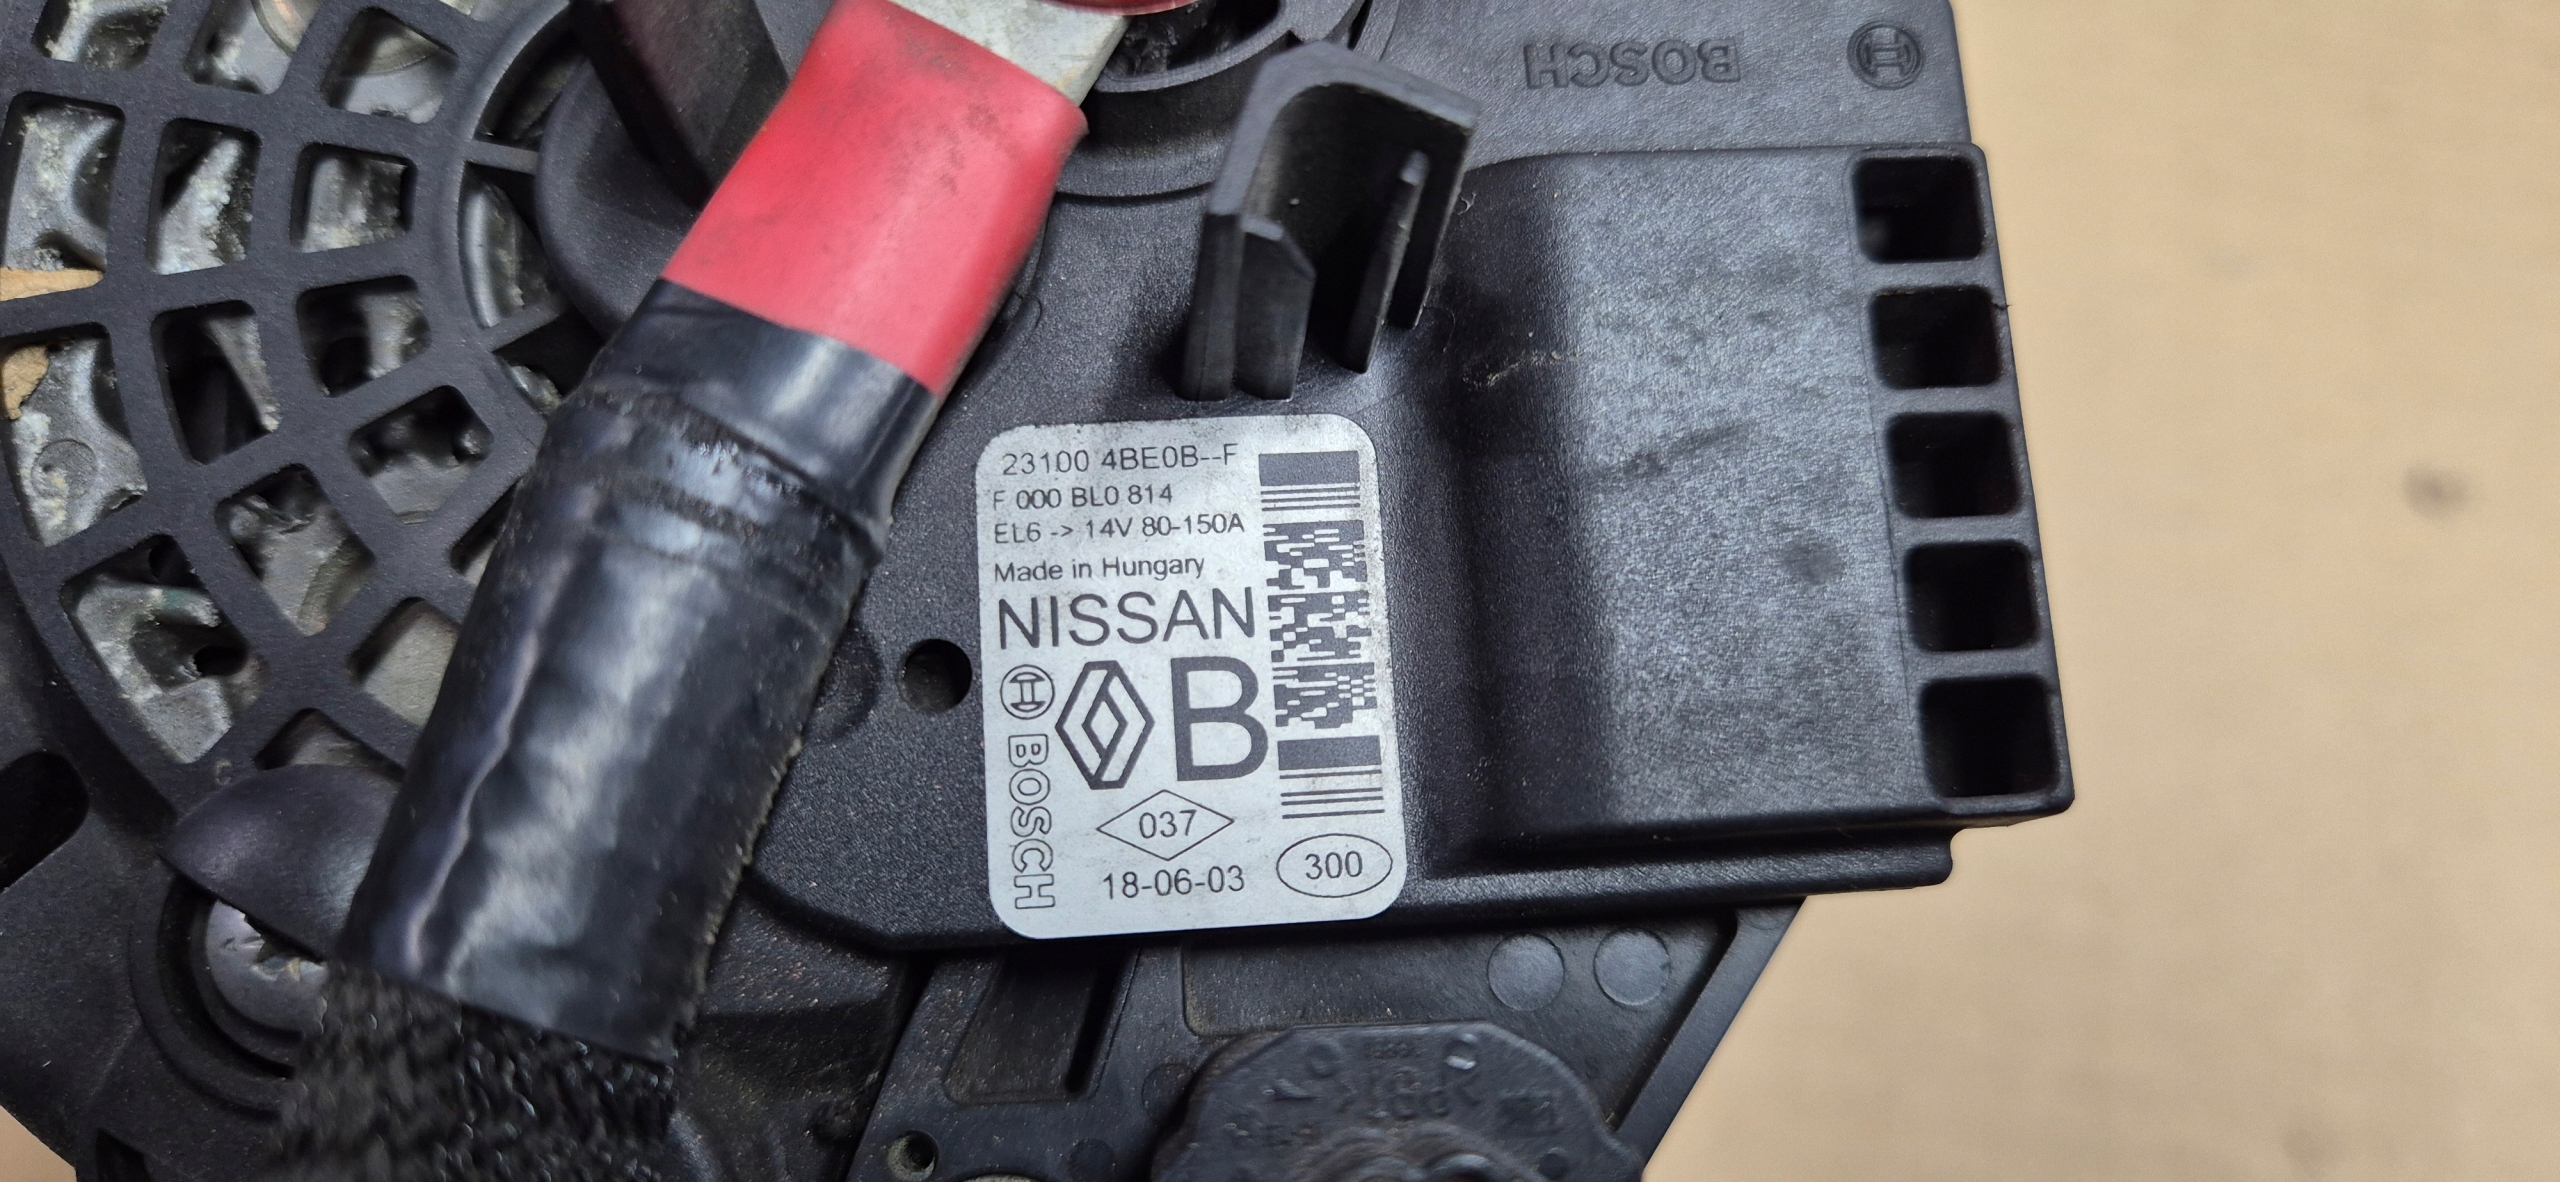 BOSCH
23100 4BE0B--F
F 000 BL0 814
EL6 -> 14V 80-150A
Made in Hungary
NISSAN
B
BOSCH
037
18-06-03
300